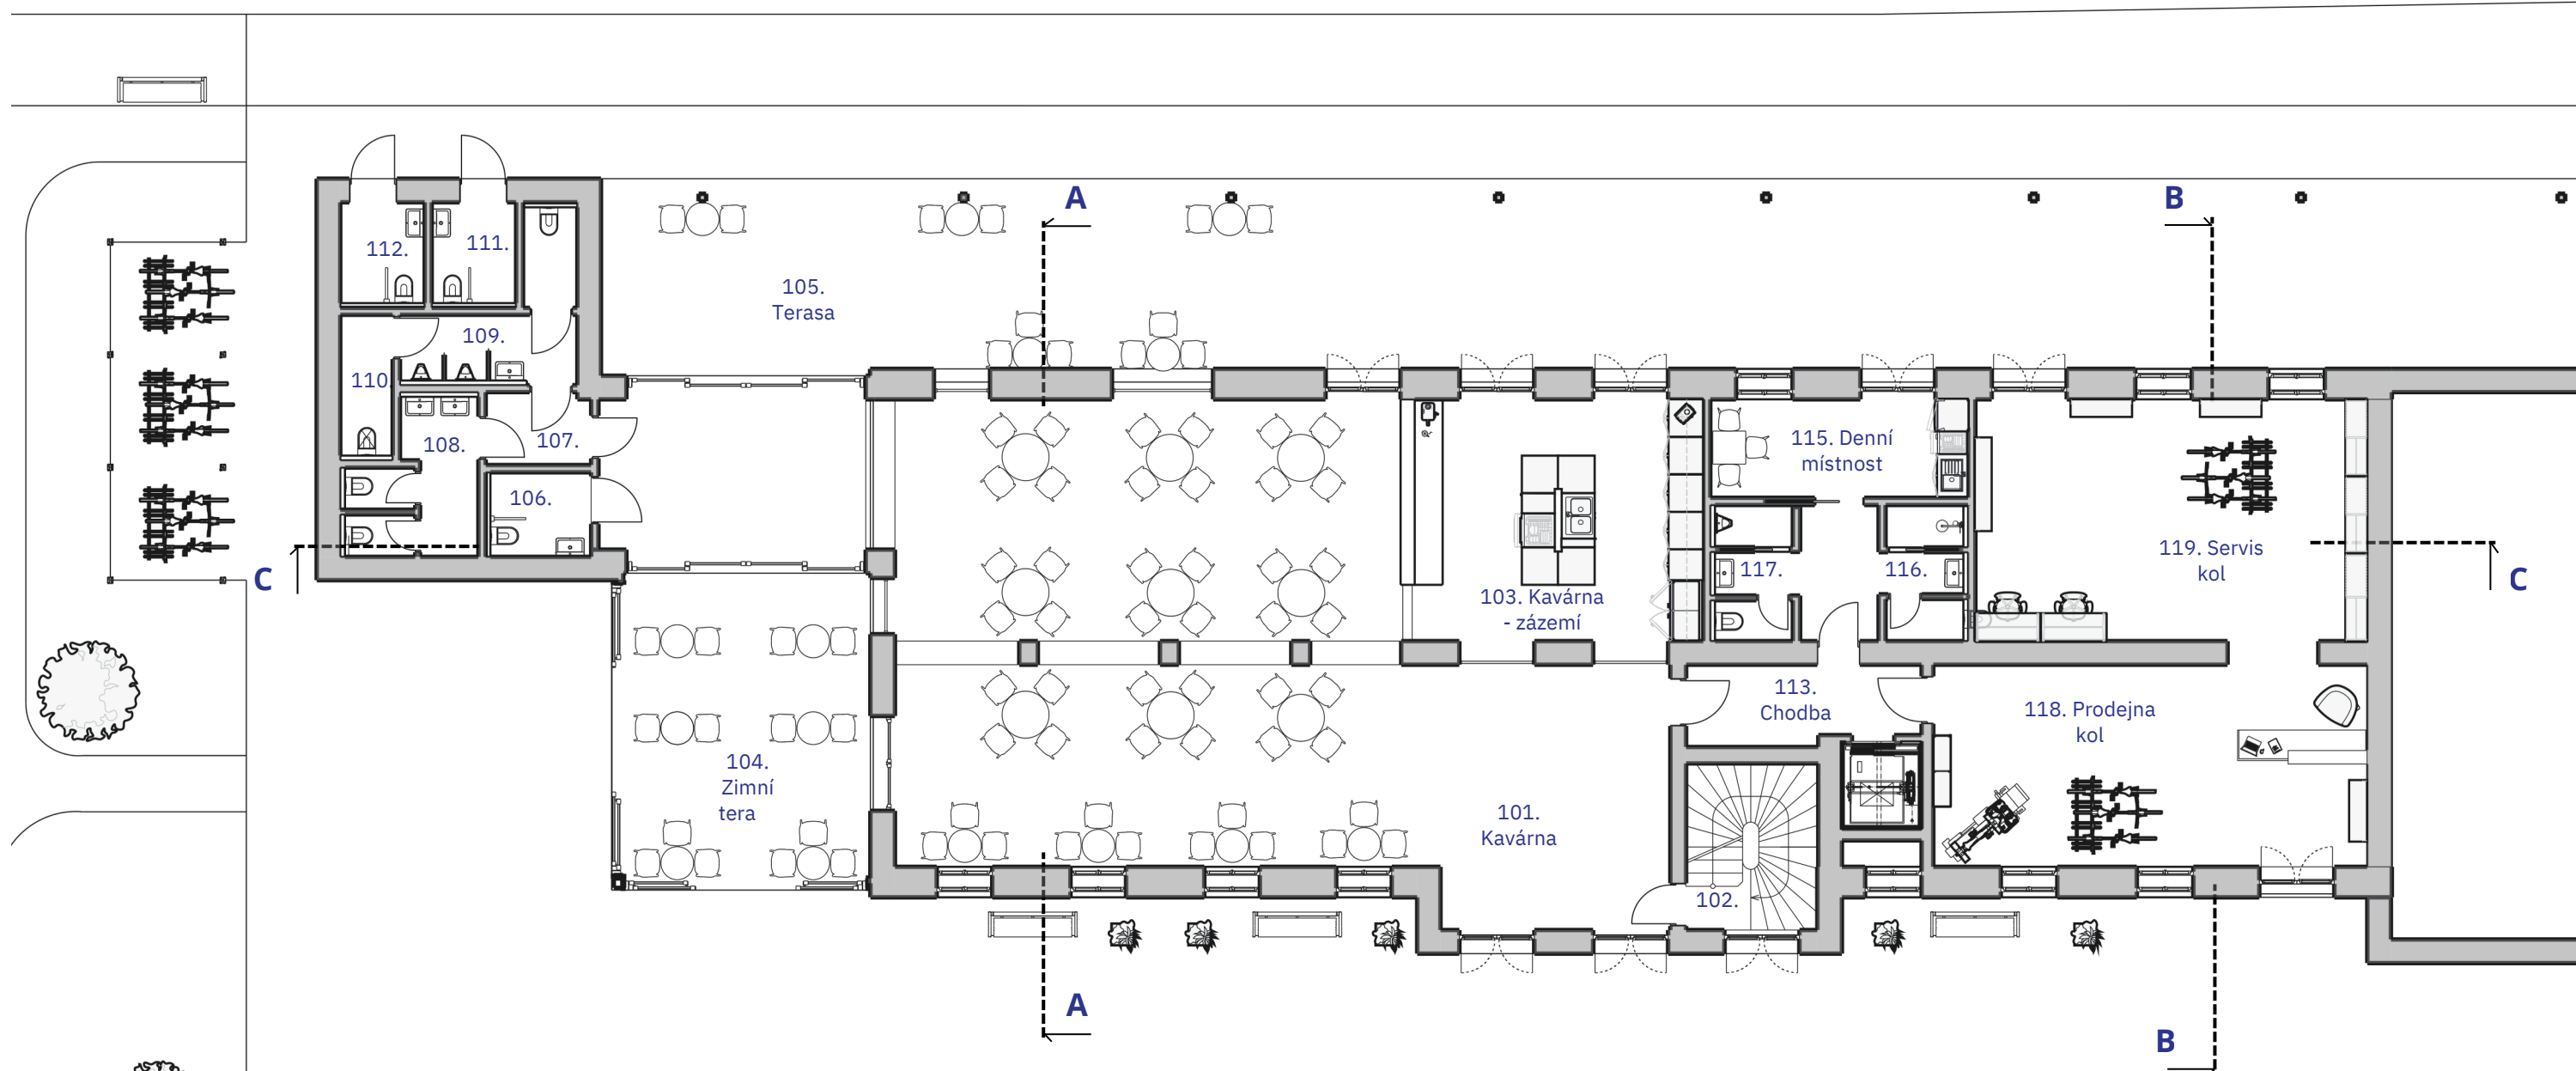 A
B
112.
111.
105.
Terasa
109.
110.
108.
107.
106.
115. Denní
místnost
119. Servis
kol
C
C
117.
116.
103. Kavárna
- zázemí
113.
Chodba
118. Prodejna
kol
104.
Zimní
tera
101.
Kavárna
102.
A
B